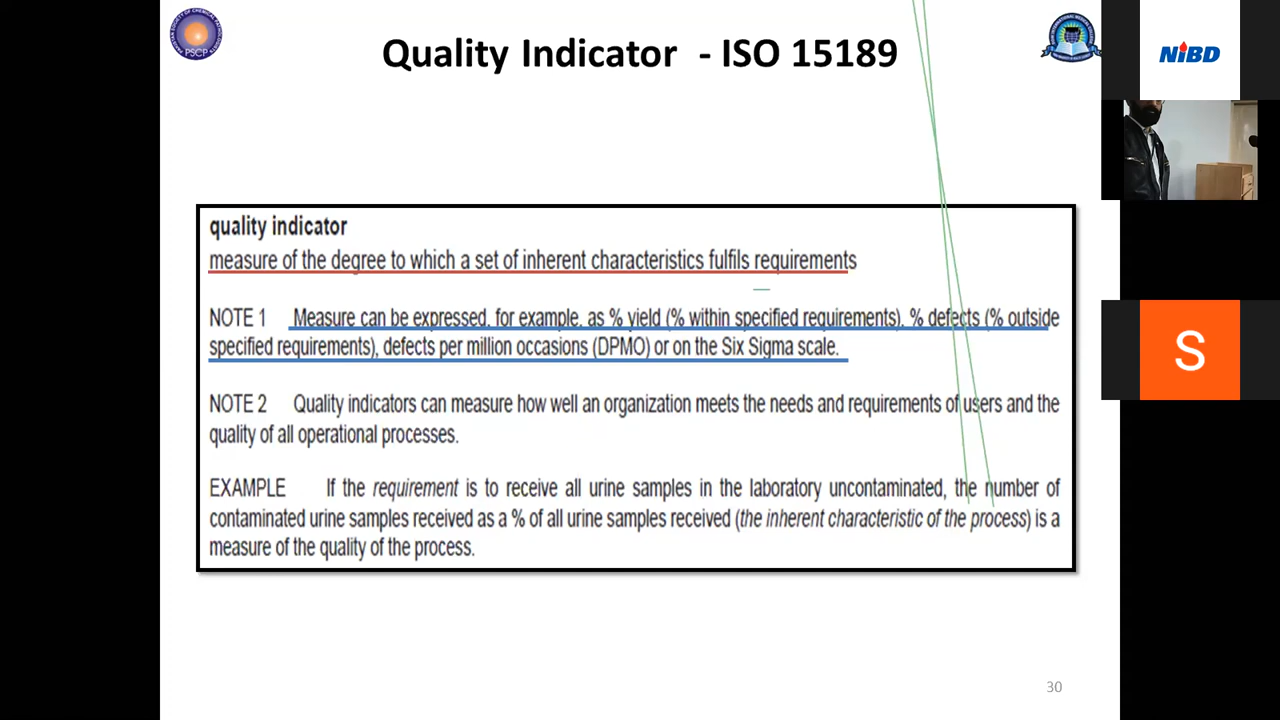 Quality Indicator - ISO 15189
PSCP
NiBD
quality indicator
measure of the degree to which a set of inherent characteristics fulfils requirements
NOTE 1 Measure can be expressed, for example, as % yield (% within specified requirements), % defects (% outside
specified requirements), defects per million occasions (DPMO) or on the Six Sigma scale.
S
NOTE 2 Quality indicators can measure how well an organization meets the needs and requirements of users and the
quality of all operational processes.
EXAMPLE If the requirement is to receive all urine samples in the laboratory uncontaminated, the number of
contaminated urine samples received as a % of all urine samples received (the inherent characteristic of the process) is a
measure of the quality of the process.
30